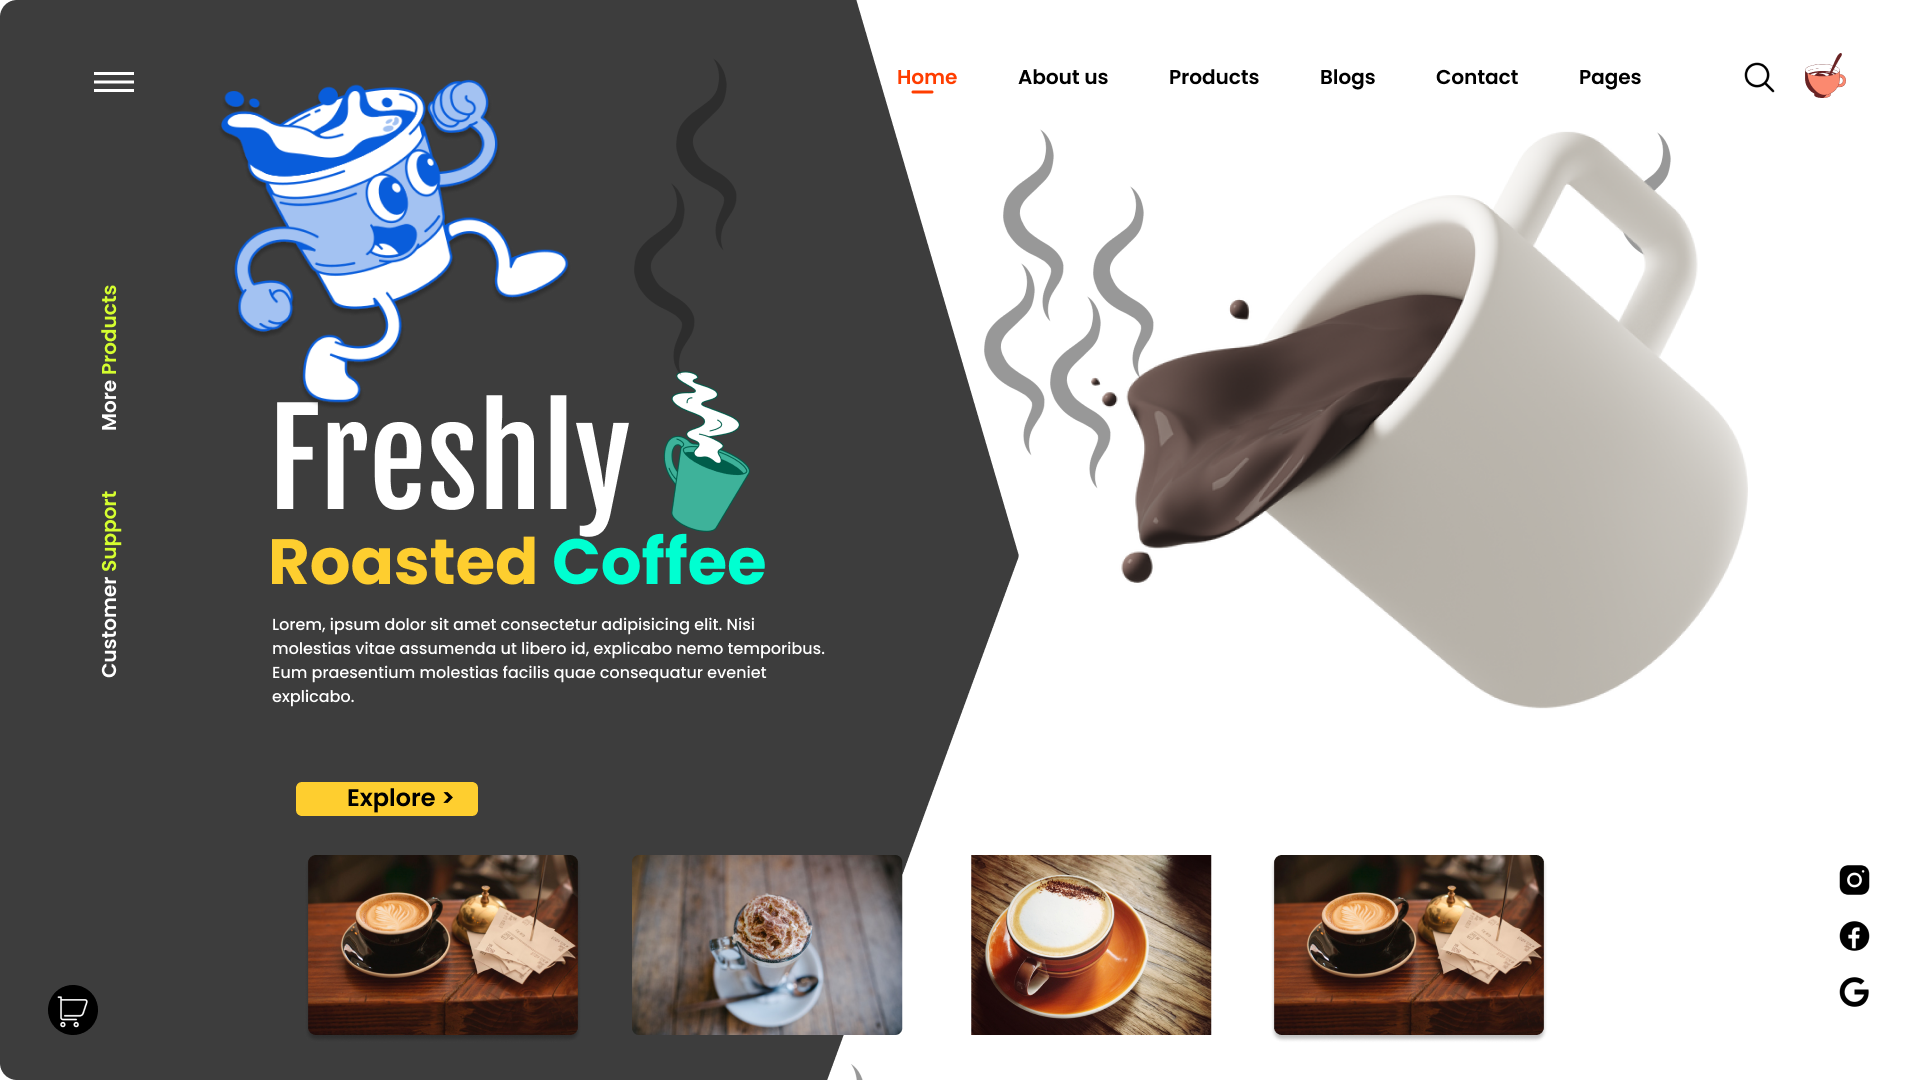 Home
About us
Products
Blogs
Contact
Pages
More Products
Customer Support
Freshly
Roasted Coffee
Lorem, ipsum dolor sit amet consectetur adipisicing elit. Nisi
molestias vitae assumenda ut libero id, explicabo nemo temporibus.
Eum praesentium molestias facilis quae consequatur eveniet
explicabo.
Explore >